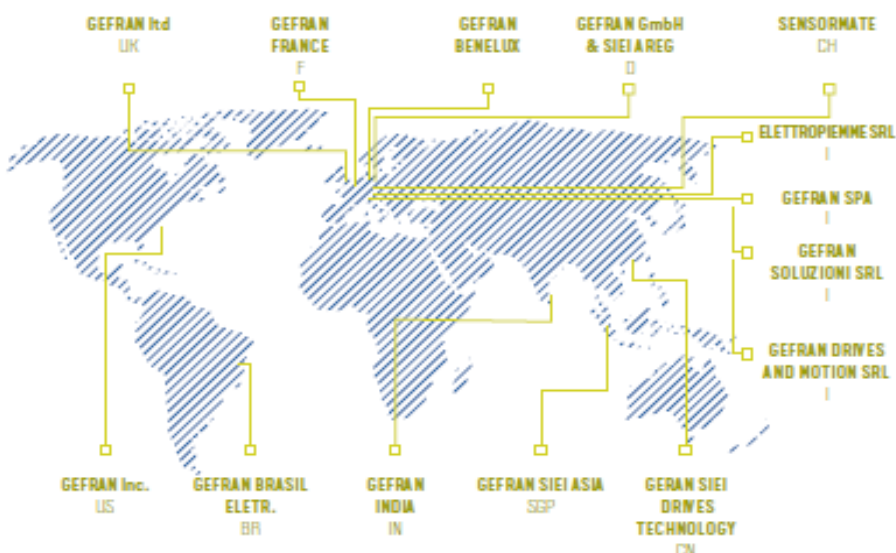 GEFRAN ltd
UK
GEFRAN
FRANCE
F
GEFRAN
BENELUX
GEFRAN GmbH
& SIEI AREG
D
SENSORMATE
CH
ELETTROPIEMME SRL
I
GEFRAN SPA
I
GEFRAN
SOLUZIONI SRL
I
GEFRAN DRIVES
AND MOTION SRL
I
GEFRAN Inc.
US
GEFRAN BRASIL
ELETR.
BR
GEFRAN
INDIA
IN
GEFRAN SIEI ASIA
SGP
GERAN SIEI
DRIVES
TECHNOLOGY
CN